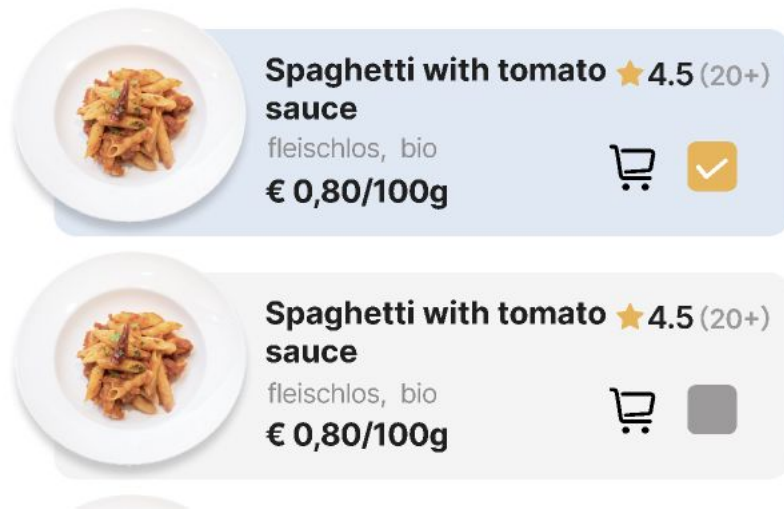 Spaghetti with tomato sauce
4.5 (20+)
fleischlos, bio
€ 0,80/100g
Spaghetti with tomato sauce
4.5 (20+)
fleischlos, bio
€ 0,80/100g